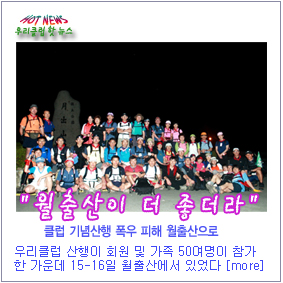 HOT NEWS
우리클럽 핫 뉴스
月出山
"월출산이 더 좋더라"
클럽 기념산행 폭우 피해 월출산으로
우리클럽 산행이 회원 및 가족 50여명이 참가
한 가운데 15-16일 월출산에서 있었다 [more]